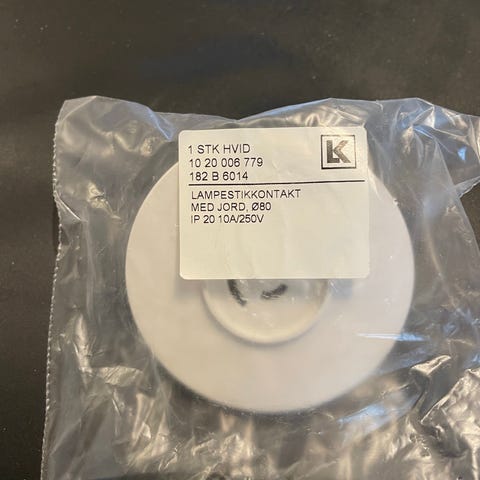 1 STK HVID
10 20 006 779
182 B 6014
LK
LAMPESTIKKONTAKT
MED JORD, Ø80
IP 20 10A/250V